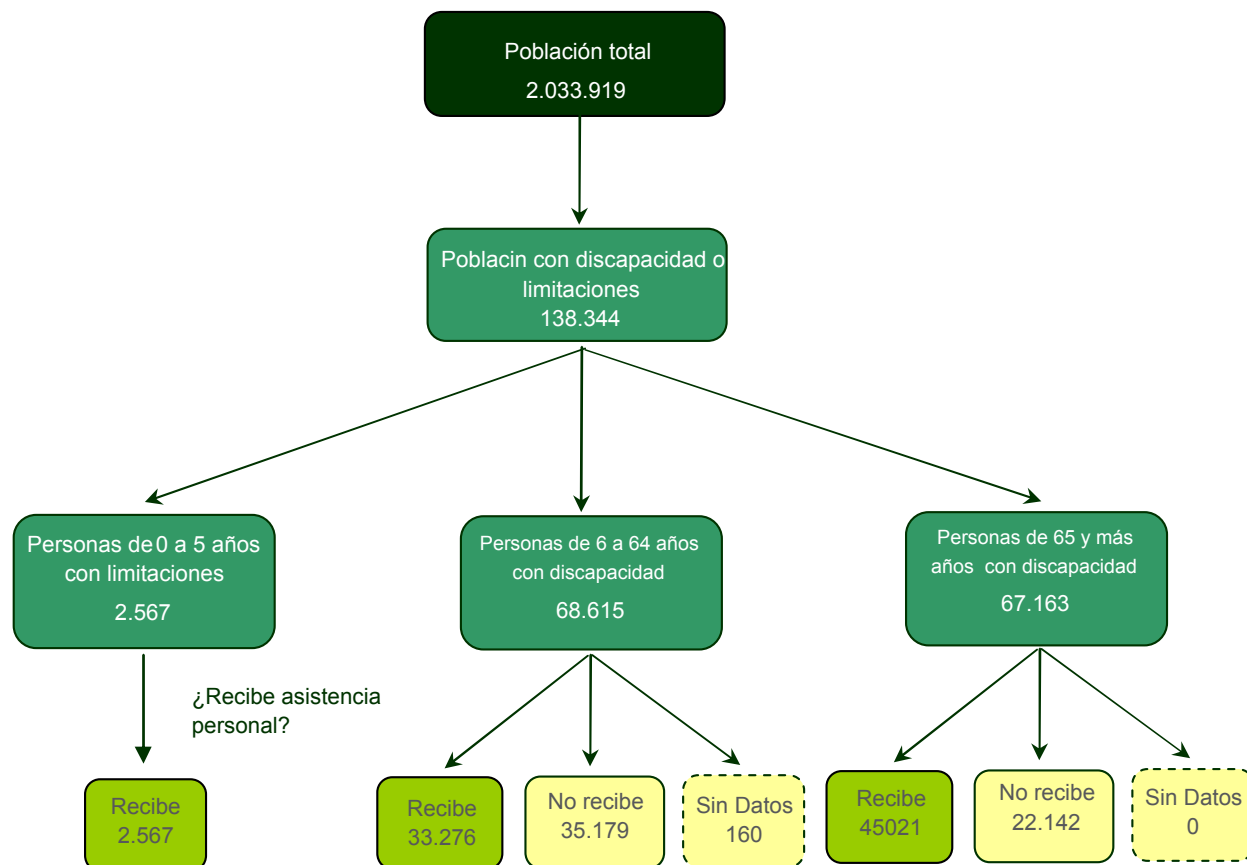 Población total
2.033.919
Poblacin con discapacidad o
limitaciones
138.344
Personas de 0 a 5 años
con limitaciones
2.567
Personas de 6 a 64 años
con discapacidad
68.615
Personas de 65 y más
años con discapacidad
67.163
¿Recibe asistencia
personal?
Recibe
2.567
Recibe
33.276
No recibe
35.179
Sin Datos
160
Recibe
45021
No recibe
22.142
Sin Datos
0